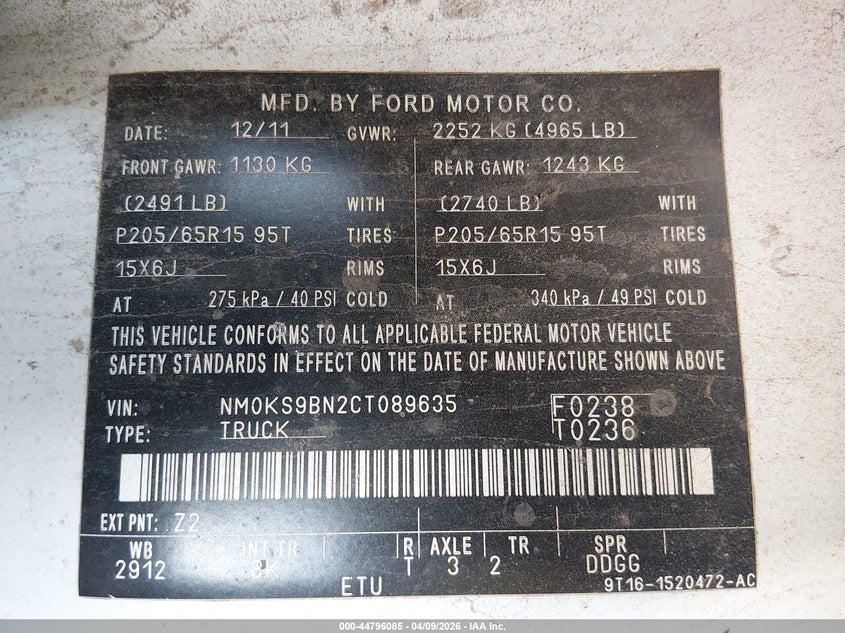 MFD. BY FORD MOTOR CO.
DATE: 12/11 GVWR: 2252 KG (4965 LB)
FRONT GAWR: 1130 KG REAR GAWR: 1243 KG
(2491 LB) WITH (2740 LB) WITH
P205/65R15 95T TIRES P205/65R15 95T TIRES
15X6J RIMS 15X6J RIMS
AT 275 kPa / 40 PSI COLD AT 340 kPa / 49 PSI COLD
THIS VEHICLE CONFORMS TO ALL APPLICABLE FEDERAL MOTOR VEHICLE
SAFETY STANDARDS IN EFFECT ON THE DATE OF MANUFACTURE SHOWN ABOVE
VIN: NM0KS9BN2CT089635 F0238
TYPE: TRUCK T0236
EXT PNT: Z2
WB INT TR R AXLE TR SPR
2912 8K T 3 2 DDGG
ETU 9T16-1520472-AC
000-44796085 | 04/09/2026 - IAA Inc.